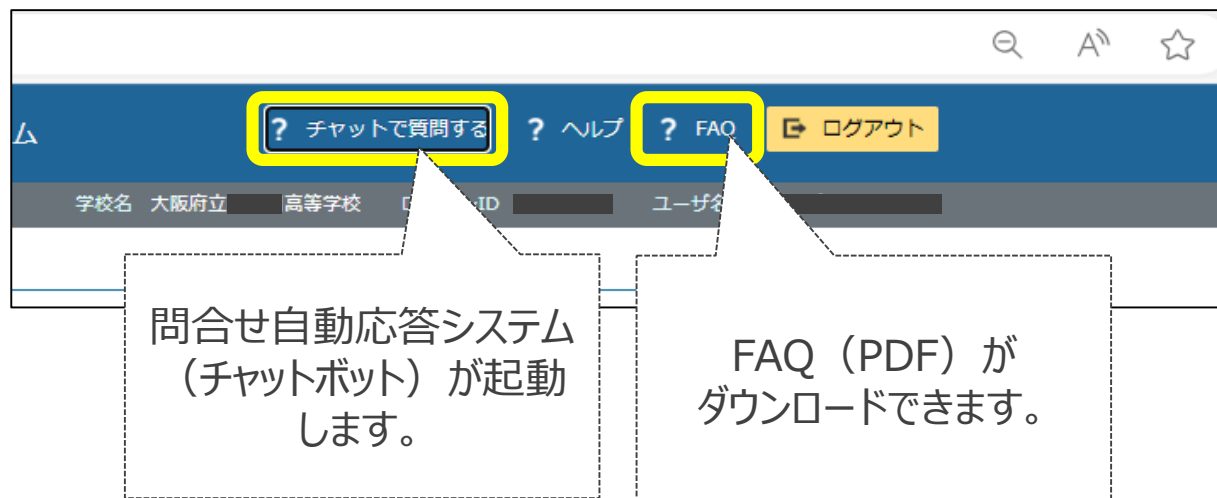 ム
? チャットで質問する ? ヘルプ ? FAQ ログアウト
学校名 大阪府立 高等学校 ID ユーザ名
問合せ自動応答システム
（チャットボット）が起動
します。
FAQ（PDF）が
ダウンロードできます。